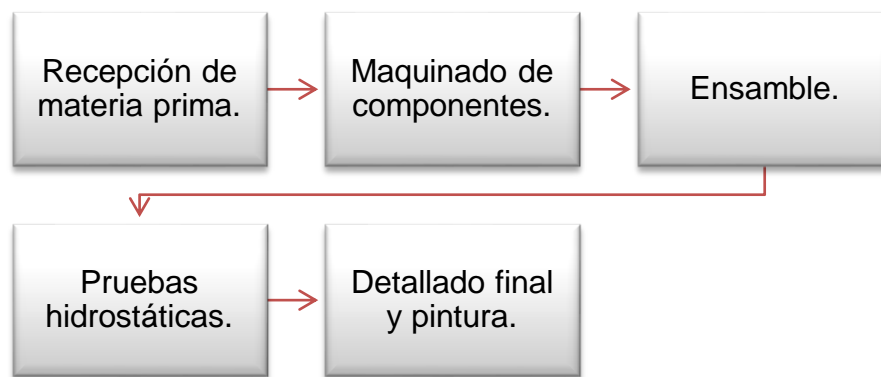 Recepción de
materia prima.
Maquinado de
componentes.
Ensamble.
Pruebas
hidrostáticas.
Detallado final
y pintura.